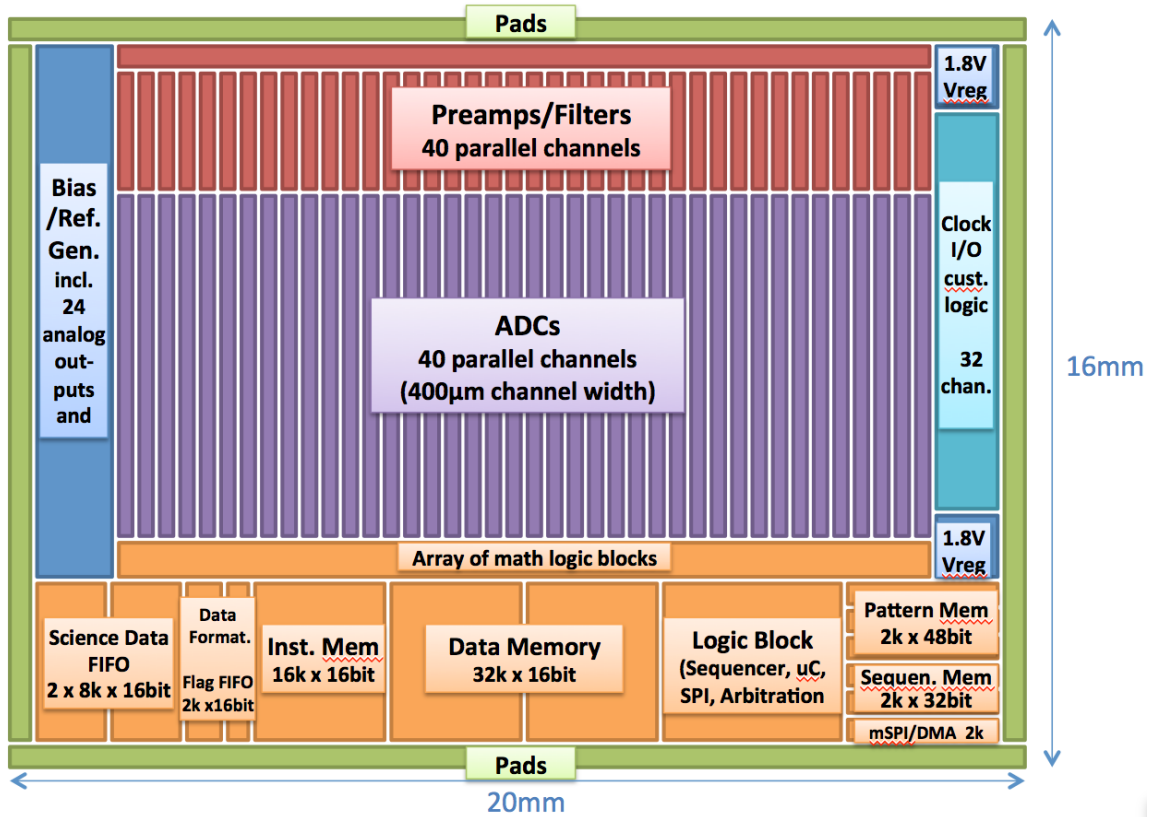 Pads
Preamps/Filters
40 parallel channels
1.8V
Vreg
Bias
/Ref.
Gen.
incl.
24
analog
out-
puts
and
Clock
I/O
cust.
logic
32
chan.
ADCs
40 parallel channels
(400µm channel width)
16mm
1.8V
Vreg
Array of math logic blocks
Science Data
FIFO
2 x 8k x 16bit
Data
Format.
Flag FIFO
2k x16bit
Inst. Mem
16k x 16bit
Data Memory
32k x 16bit
Logic Block
(Sequencer, uC,
SPI, Arbitration
Pattern Mem
2k x 48bit
Sequen. Mem
2k x 32bit
mSPI/DMA 2k
Pads
20mm